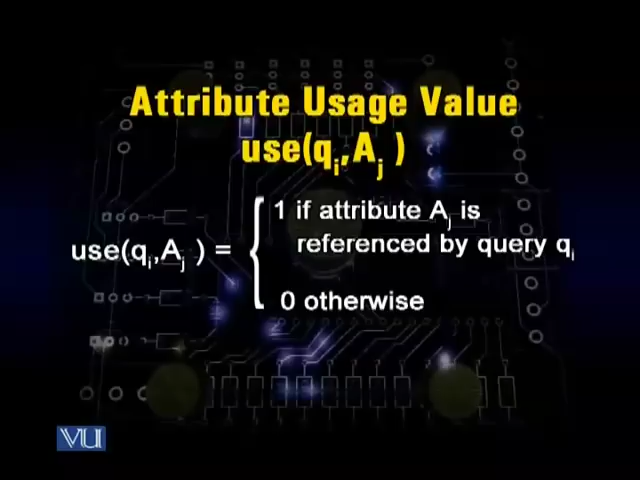 Attribute Usage Value
use(qi,Aj )
use(qi,Aj ) = { 1 if attribute Aj is
referenced by query qi
0 otherwise
VU